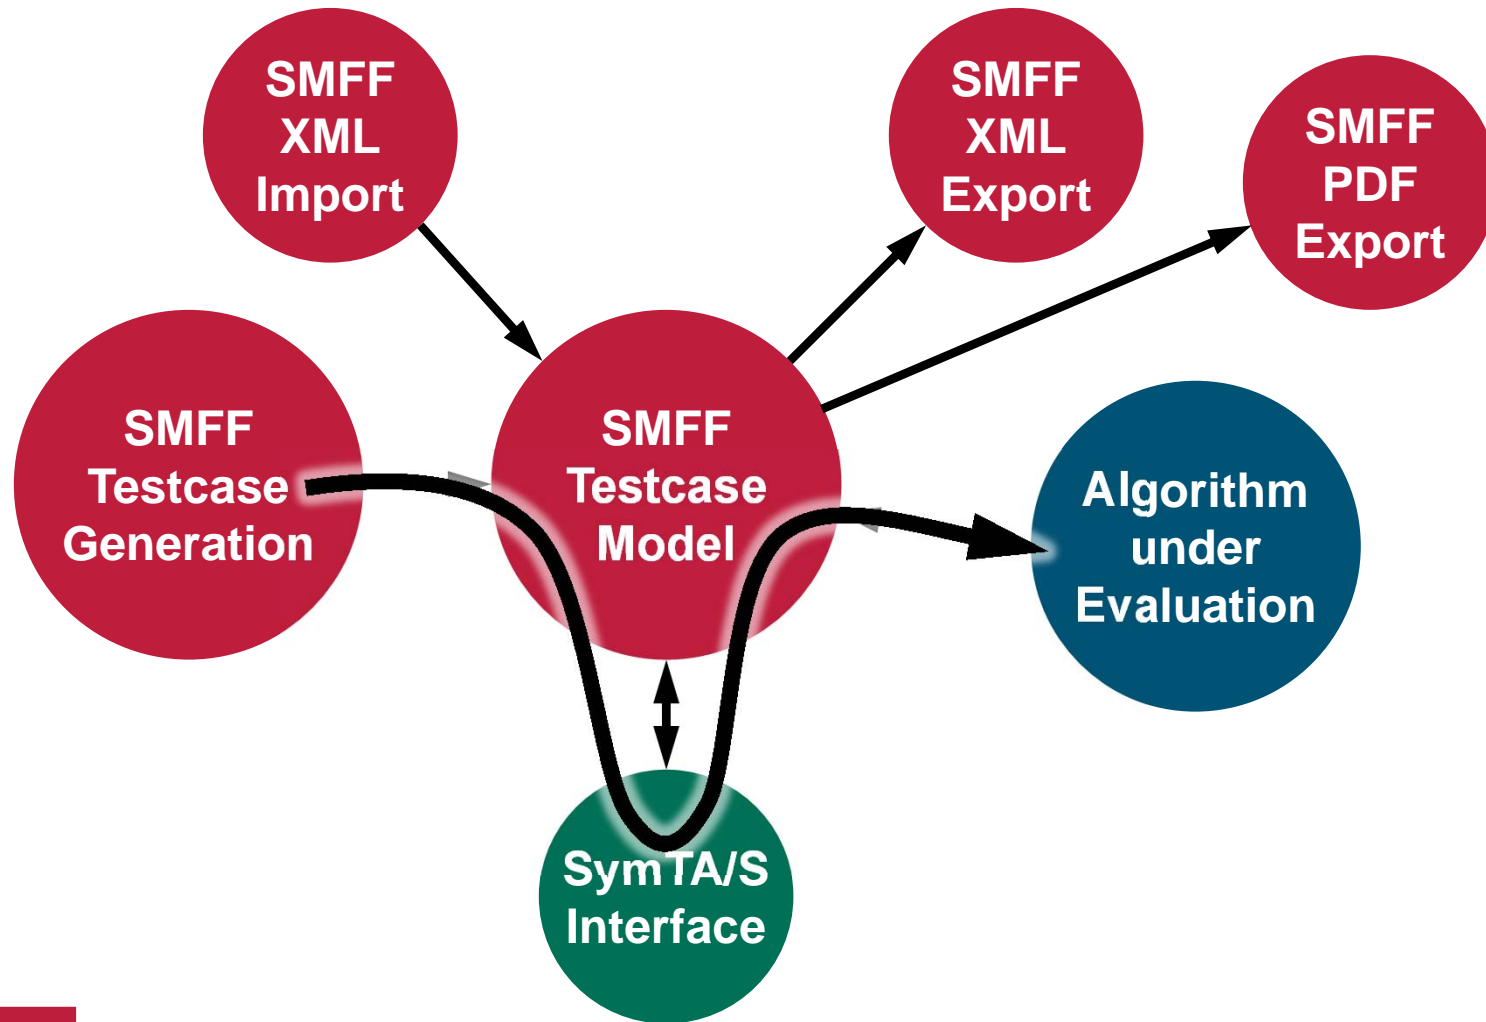 SMFF
XML
Import
SMFF
XML
Export
SMFF
PDF
Export
SMFF
Testcase
Generation
SMFF
Testcase
Model
Algorithm
under
Evaluation
SymTA/S
Interface